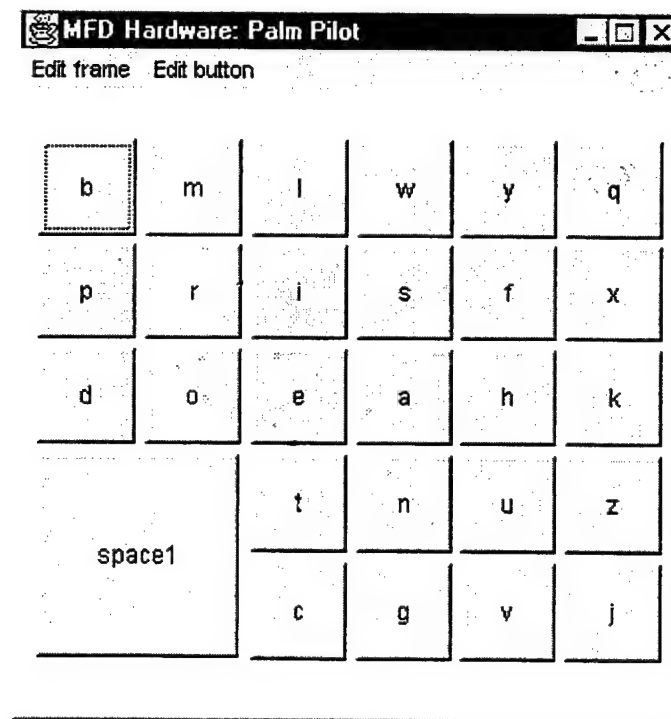 MFD Hardware: Palm Pilot
Edit frame Edit button
b m l w y q
p r i s f x
d o e a h k
t n u z
space1
c g v j